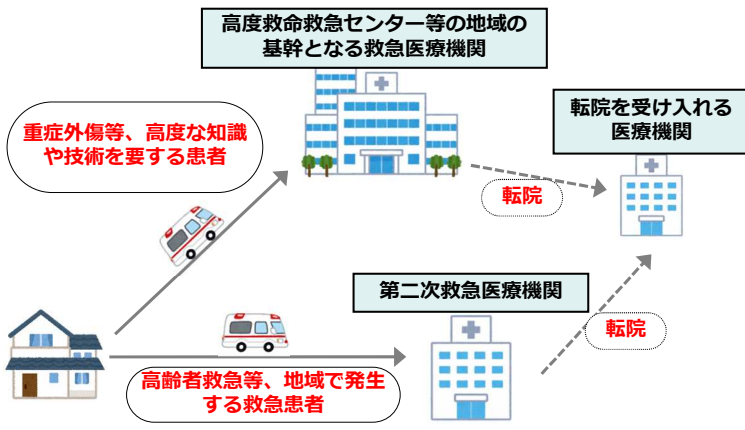 高度救命救急センター等の地域の
基幹となる救急医療機関
転院を受け入れる
医療機関
重症外傷等、高度な知識
や技術を要する患者
転院
第二次救急医療機関
転院
高齢者救急等、地域で発生
する救急患者